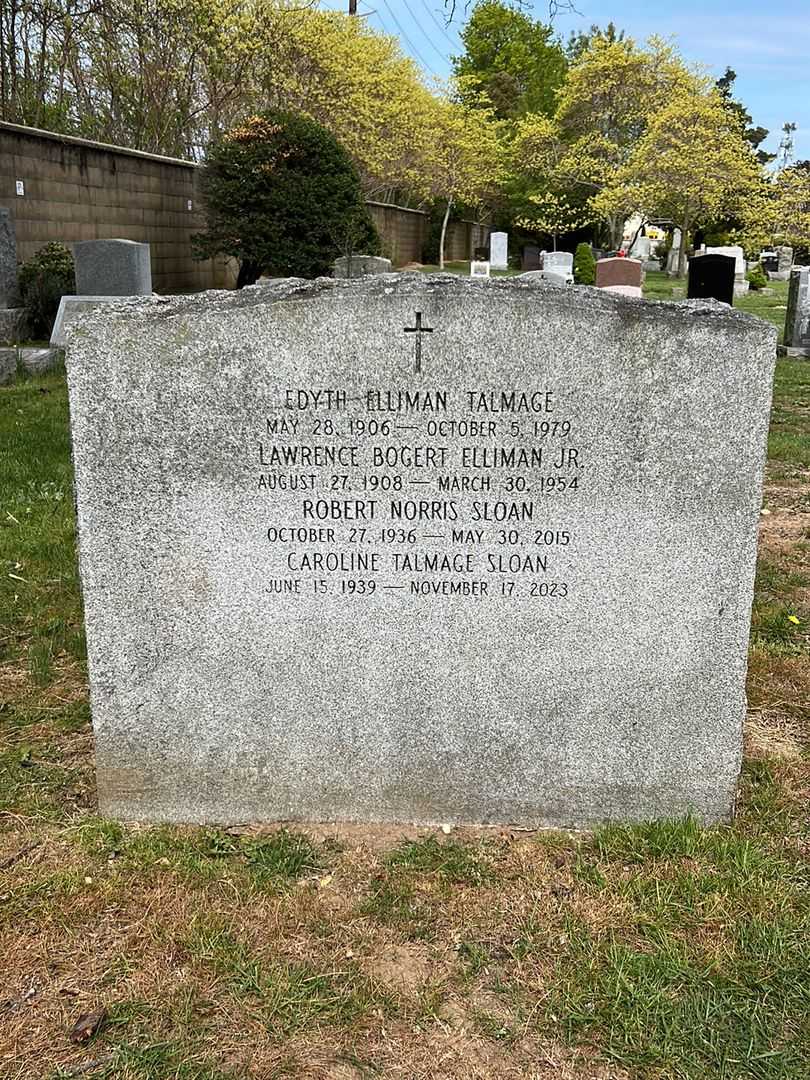 EDYTH ELLIMAN TALMAGE
MAY 28, 1906 — OCTOBER 5, 1979
LAWRENCE BOGERT ELLIMAN JR.
AUGUST 27, 1908 — MARCH 30, 1954
ROBERT NORRIS SLOAN
OCTOBER 27, 1936 — MAY 30, 2015
CAROLINE TALMAGE SLOAN
JUNE 15, 1939 — NOVEMBER 17, 2023